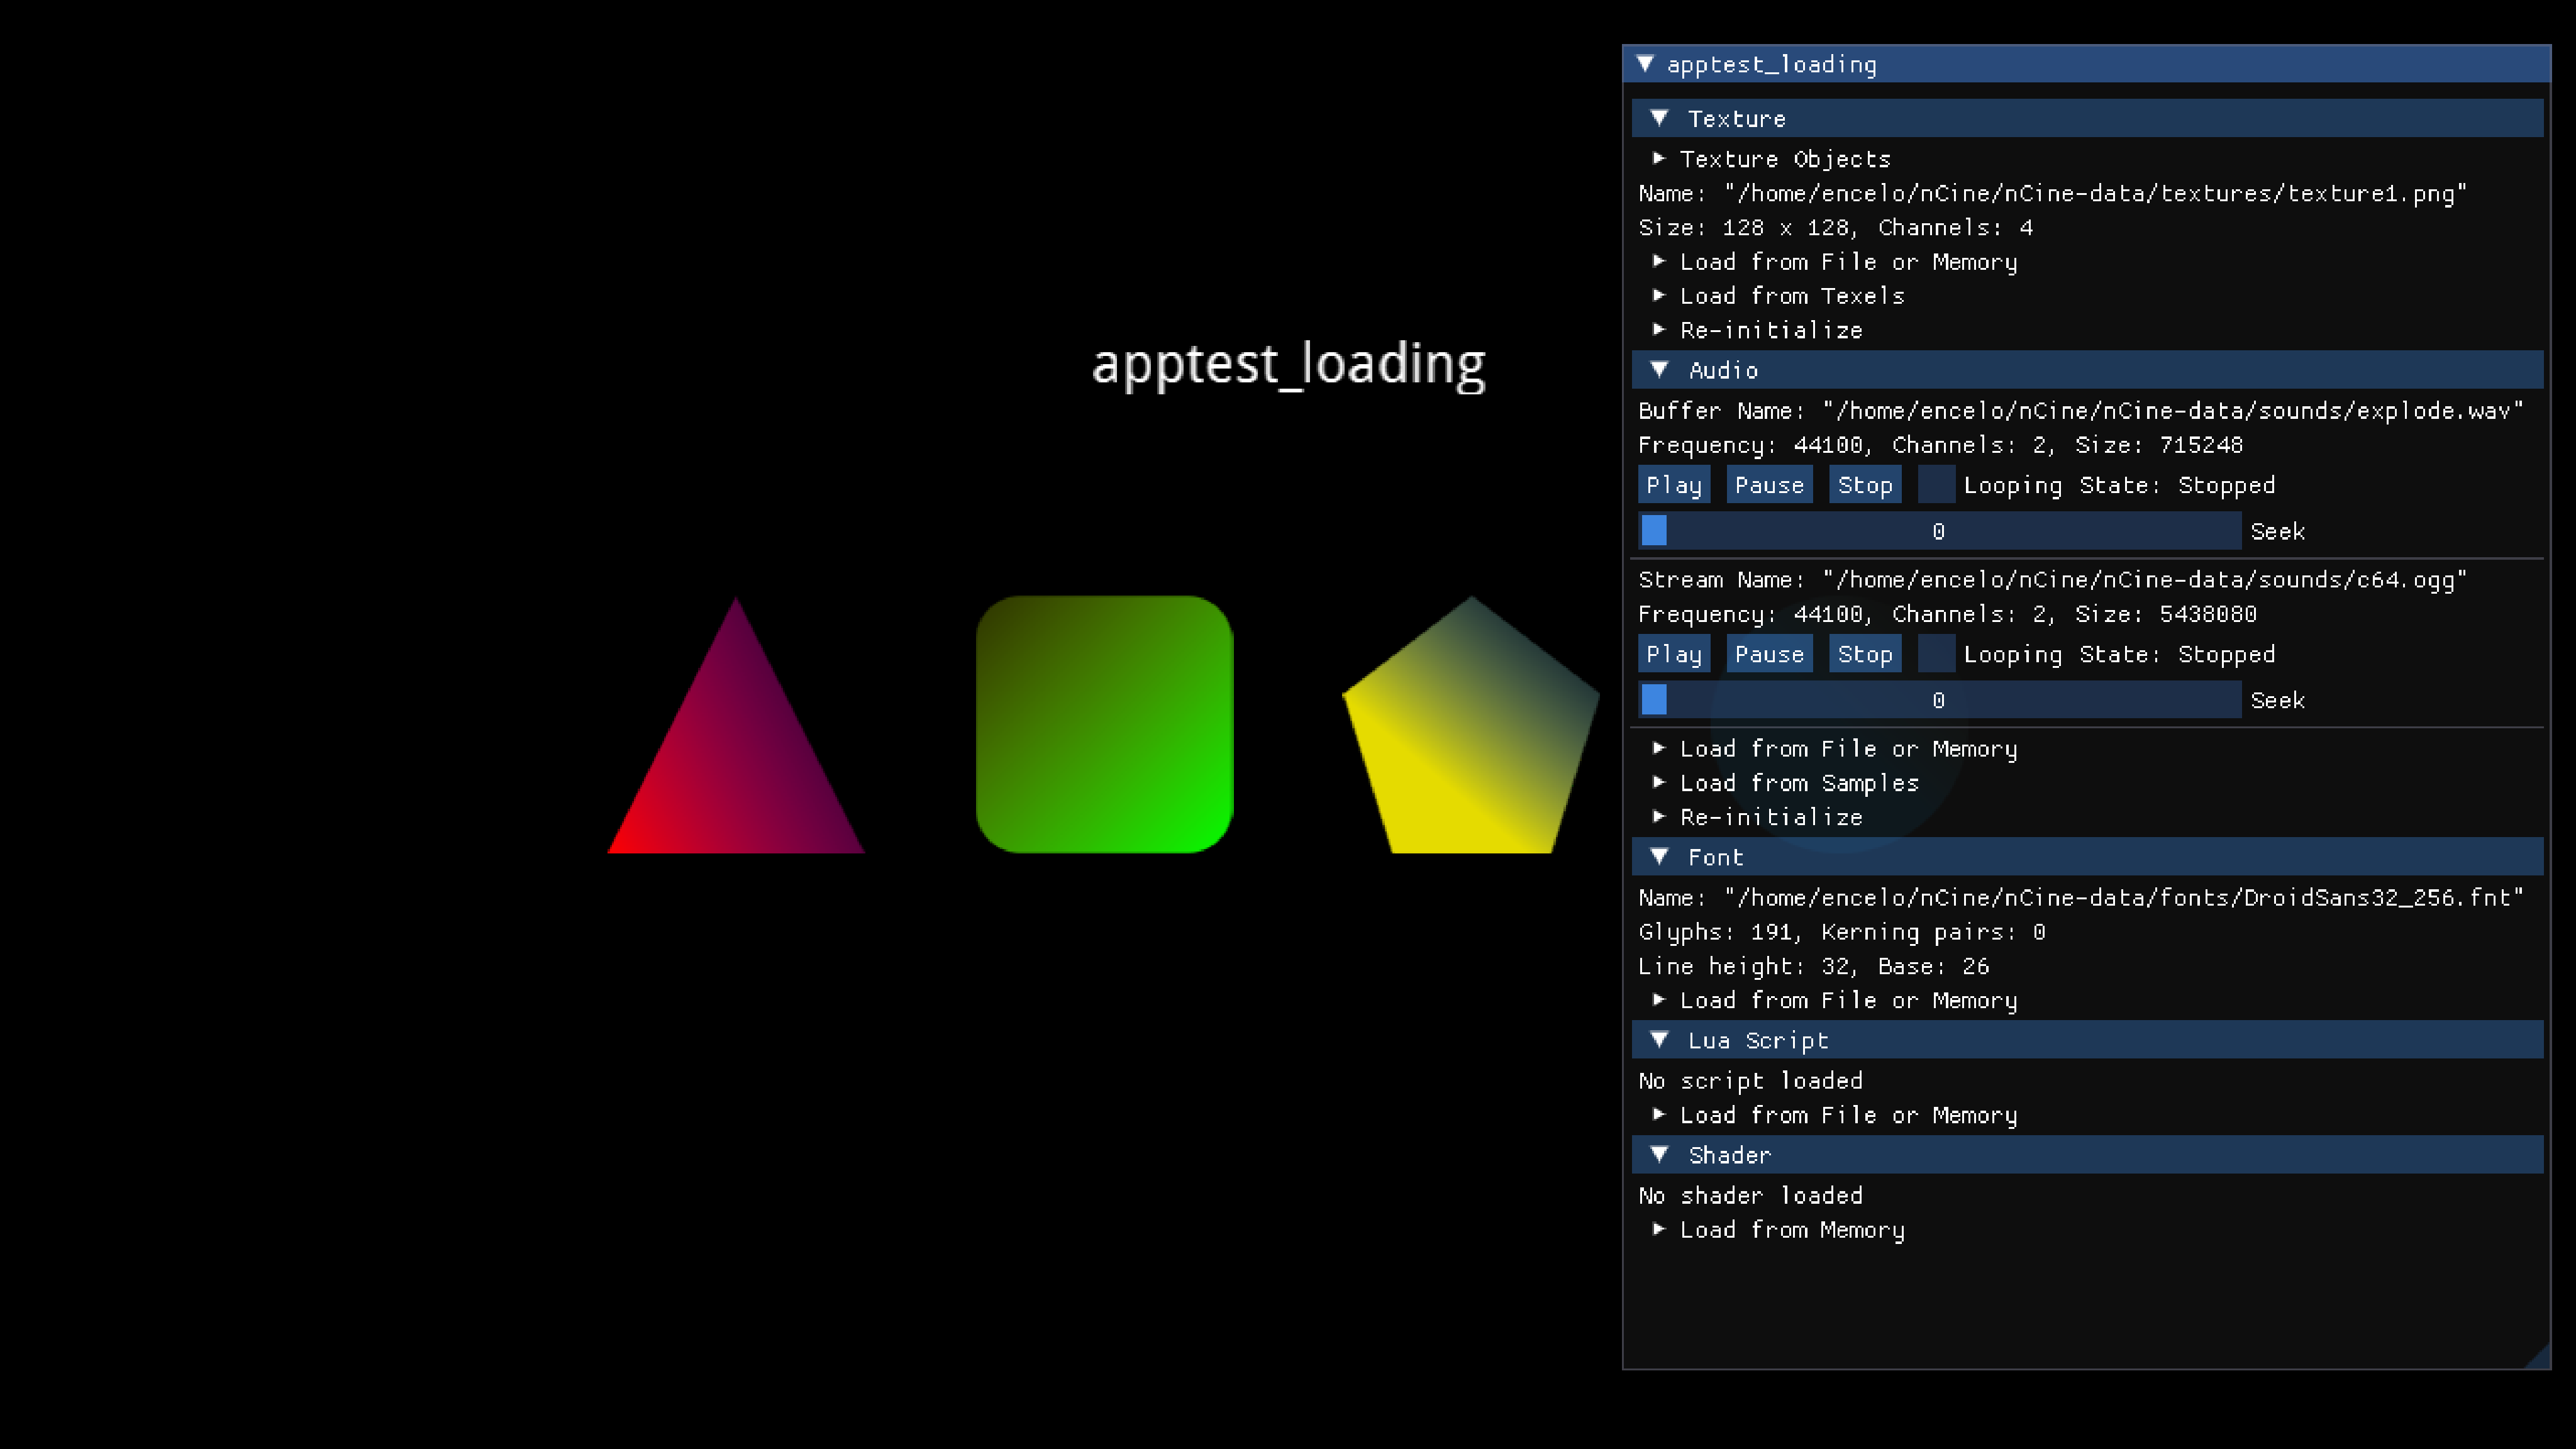 apptest_loading
apptest_loading
Texture
Texture Objects
Name: "/home/encelo/nCine/nCine-data/textures/texture1.png"
Size: 128 x 128, Channels: 4
Load from File or Memory
Load from Texels
Re-initialize
Audio
Buffer Name: "/home/encelo/nCine/nCine-data/sounds/explode.wav"
Frequency: 44100, Channels: 2, Size: 715248
Play Pause Stop Looping State: Stopped
0 Seek
Stream Name: "/home/encelo/nCine/nCine-data/sounds/c64.ogg"
Frequency: 44100, Channels: 2, Size: 5438080
Play Pause Stop Looping State: Stopped
0 Seek
Load from File or Memory
Load from Samples
Re-initialize
Font
Name: "/home/encelo/nCine/nCine-data/fonts/DroidSans32_256.fnt"
Glyphs: 191, Kerning pairs: 0
Line height: 32, Base: 26
Load from File or Memory
Lua Script
No script loaded
Load from File or Memory
Shader
No shader loaded
Load from Memory